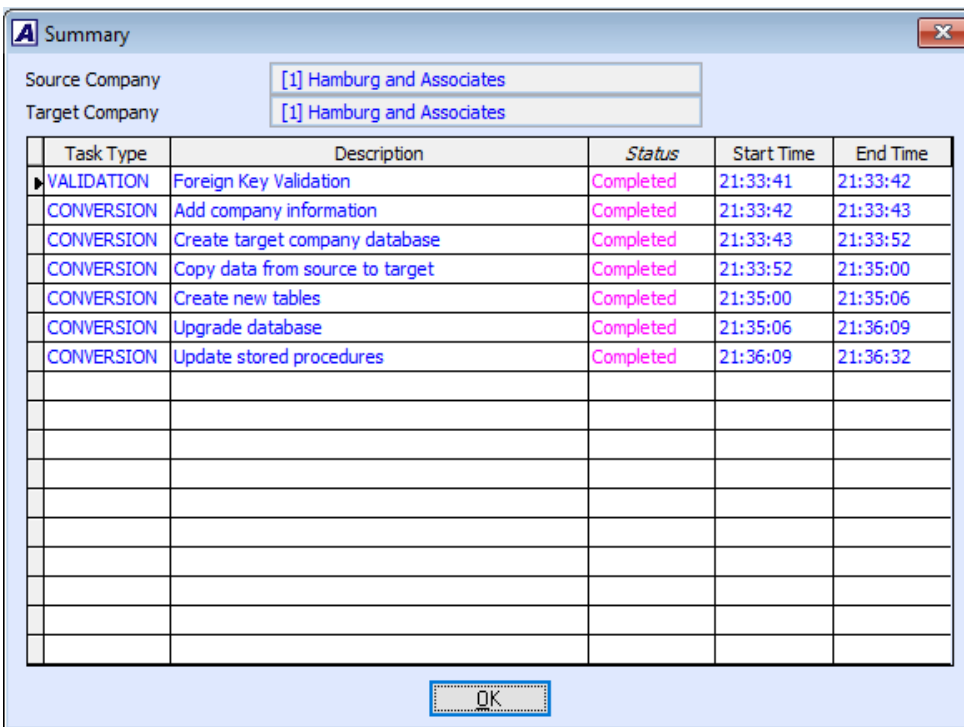 A Summary
Source Company [1] Hamburg and Associates
Target Company [1] Hamburg and Associates
Task Type Description Status Start Time End Time
VALIDATION Foreign Key Validation Completed 21:33:41 21:33:42
CONVERSION Add company information Completed 21:33:42 21:33:43
CONVERSION Create target company database Completed 21:33:43 21:33:52
CONVERSION Copy data from source to target Completed 21:33:52 21:35:00
CONVERSION Create new tables Completed 21:35:00 21:35:06
CONVERSION Upgrade database Completed 21:35:06 21:36:09
CONVERSION Update stored procedures Completed 21:36:09 21:36:32
OK